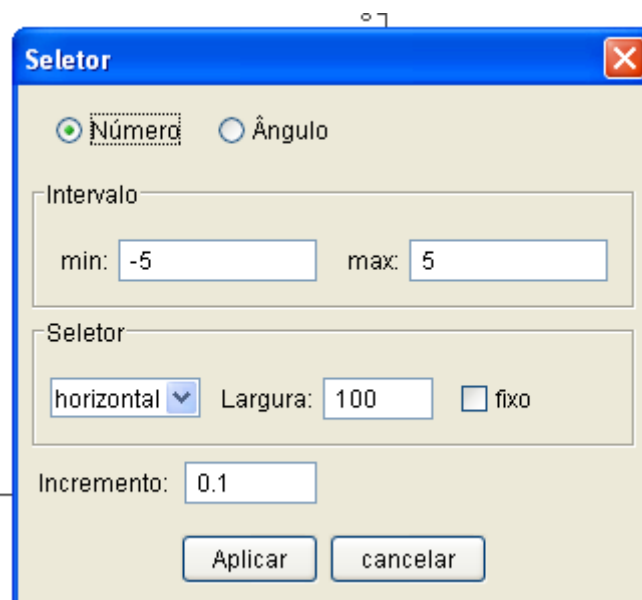 Seletor
Número Ângulo
Intervalo
min: -5 max: 5
Seletor
horizontal Largura: 100 fixo
Incremento: 0.1
Aplicar cancelar